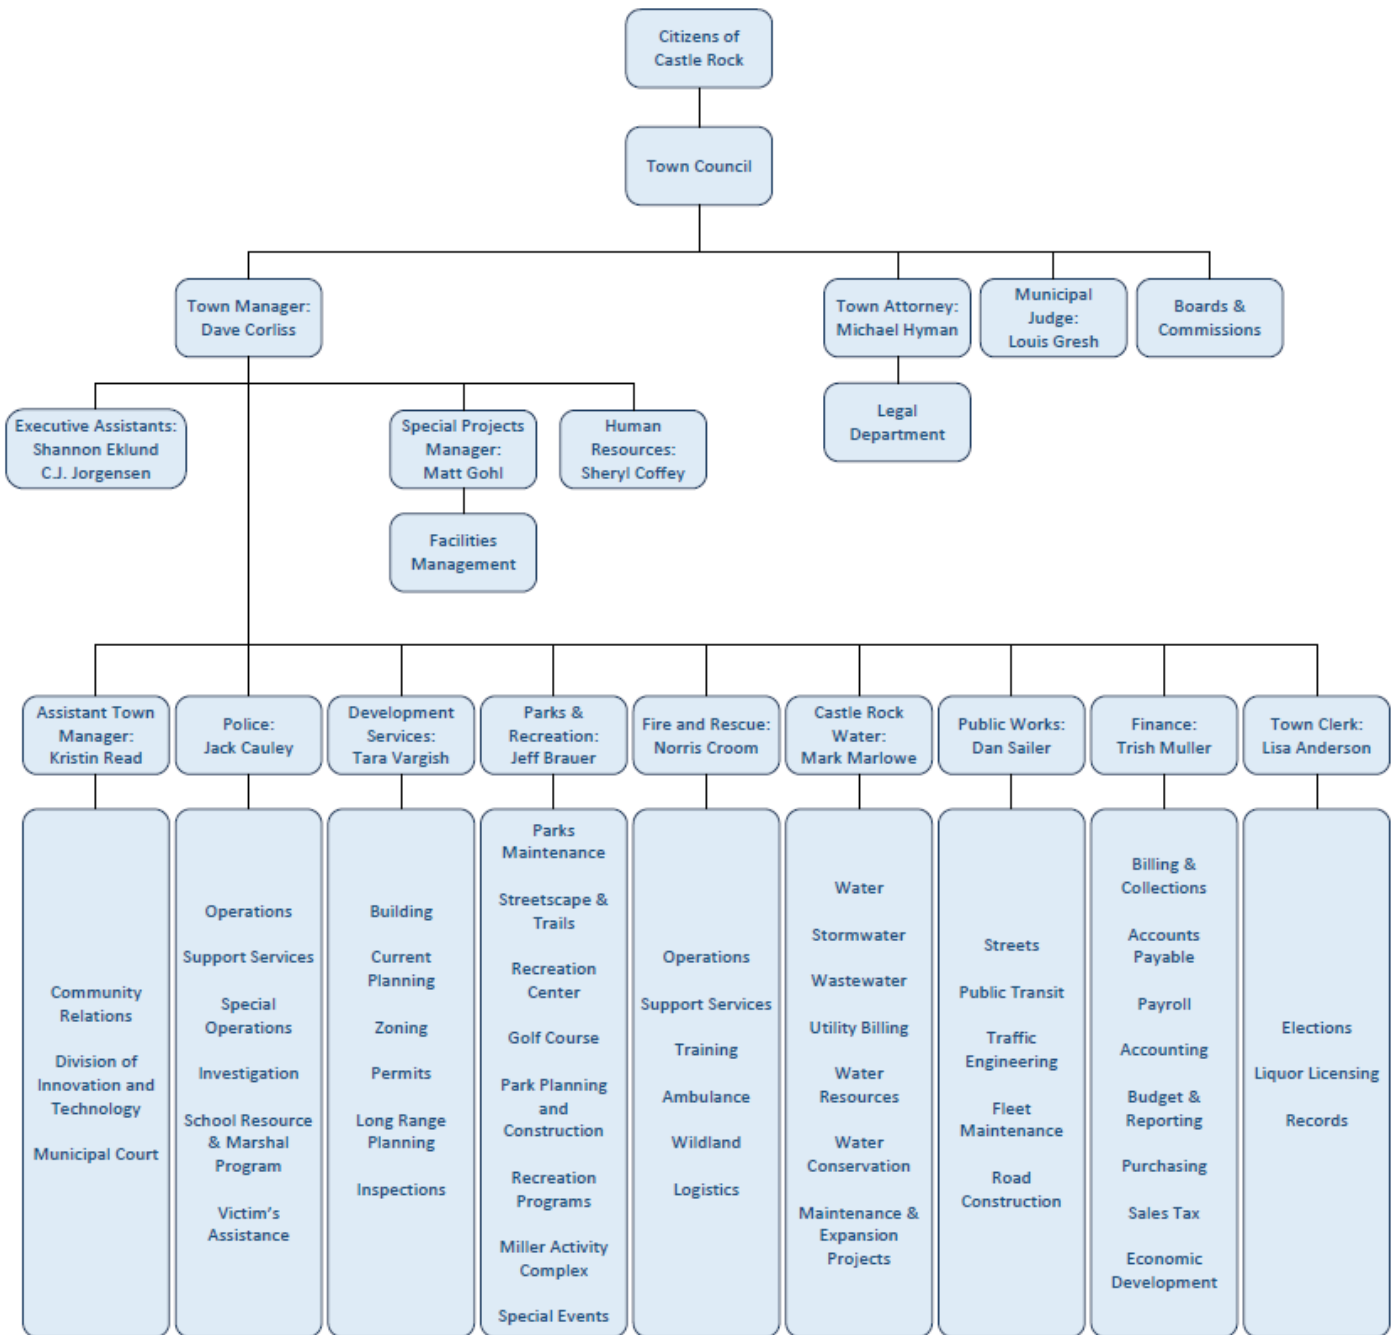 Citizens of
Castle Rock
Town Council
Town Manager:
Dave Corliss
Town Attorney:
Michael Hyman
Municipal
Judge:
Louis Gresh
Boards &
Commissions
Executive Assistants:
Shannon Eklund
C.J. Jorgensen
Special Projects
Manager:
Matt Gohl
Human
Resources:
Sheryl Coffey
Legal
Department
Facilities
Management
Assistant Town
Manager:
Kristin Read
Police:
Jack Cauley
Development
Services:
Tara Vargish
Parks &
Recreation:
Jeff Brauer
Fire and Rescue:
Norris Croom
Castle Rock
Water:
Mark Marlowe
Public Works:
Dan Sailer
Finance:
Trish Muller
Town Clerk:
Lisa Anderson
Community
Relations
Division of
Innovation and
Technology
Municipal Court
Operations
Support Services
Special
Operations
Investigation
School Resource
& Marshal
Program
Victim's
Assistance
Building
Current
Planning
Zoning
Permits
Long Range
Planning
Inspections
Parks
Maintenance
Streetscape &
Trails
Recreation
Center
Golf Course
Park Planning
and
Construction
Recreation
Programs
Miller Activity
Complex
Special Events
Operations
Support Services
Training
Ambulance
Wildland
Logistics
Water
Stormwater
Wastewater
Utility Billing
Water
Resources
Water
Conservation
Maintenance &
Expansion
Projects
Streets
Public Transit
Traffic
Engineering
Fleet
Maintenance
Road
Construction
Billing &
Collections
Accounts
Payable
Payroll
Accounting
Budget &
Reporting
Purchasing
Sales Tax
Economic
Development
Elections
Liquor Licensing
Records